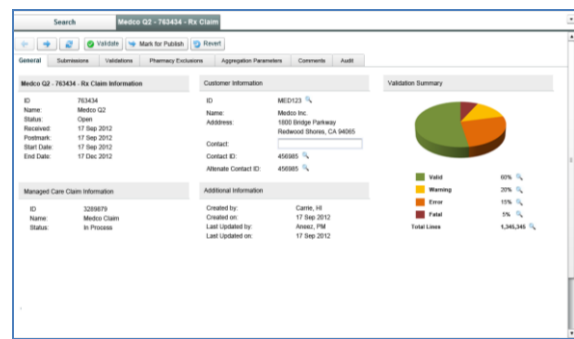 Search
Medco Q2 - 763434 - Rx Claim
Validate
Mark for Publish
Revert
General
Submissions
Validations
Pharmacy Exclusions
Aggregation Parameters
Comments
Audit
Medco Q2 - 763434 - Rx Claim Information
ID 763434
Name: Medco Q2
Status: Open
Received: 17 Sep 2012
Postmark: 17 Sep 2012
Start Date: 17 Sep 2012
End Date: 17 Dec 2012
Customer Information
ID MED123
Name: Medco Inc.
Adddress: 1600 Bridge Parkway
Redwood Shores, CA 94065
Contact:
Contact ID: 456985
Altenate Contact ID: 456985
Validation Summary
Valid 60%
Warning 20%
Error 15%
Fatal 5%
Total Lines 1,345,345
Managed Care Claim Information
ID 3289879
Name: Medco Claim
Status: In Process
Additional Information
Created by: Carrie, HI
Created on: 17 Sep 2012
Last Updated by: Aneez, PM
Last Updated on: 17 Sep 2012